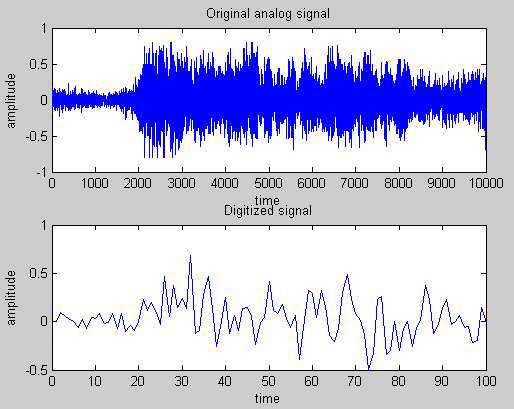 Original analog signal
1
0.5
0
-0.5
-1
amplitude
0 1000 2000 3000 4000 5000 6000 7000 8000 9000 10000
time
Digitized signal
1
0.5
0
-0.5
amplitude
0 10 20 30 40 50 60 70 80 90 100
time